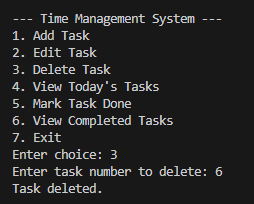 --- Time Management System ---
1. Add Task
2. Edit Task
3. Delete Task
4. View Today's Tasks
5. Mark Task Done
6. View Completed Tasks
7. Exit
Enter choice: 3
Enter task number to delete: 6
Task deleted.